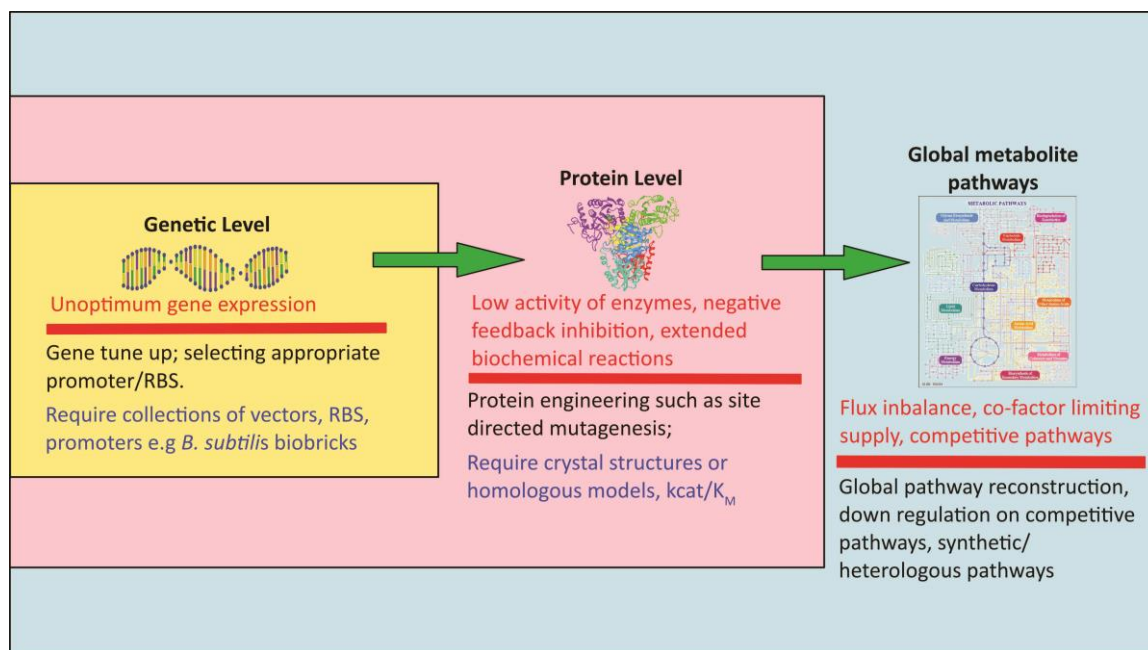 Genetic Level
Unoptimum gene expression
Gene tune up; selecting appropriate
promoter/RBS.
Require collections of vectors, RBS,
promoters e.g B. subtilis biobricks
Protein Level
Low activity of enzymes, negative
feedback inhibition, extended
biochemical reactions
Protein engineering such as site
directed mutagenesis;
Require crystal structures or
homologous models, kcat/KM
Global metabolite
pathways
METABOLIC PATHWAYS
Flux inbalance, co-factor limiting
supply, competitive pathways
Global pathway reconstruction,
down regulation on competitive
pathways, synthetic/
heterologous pathways